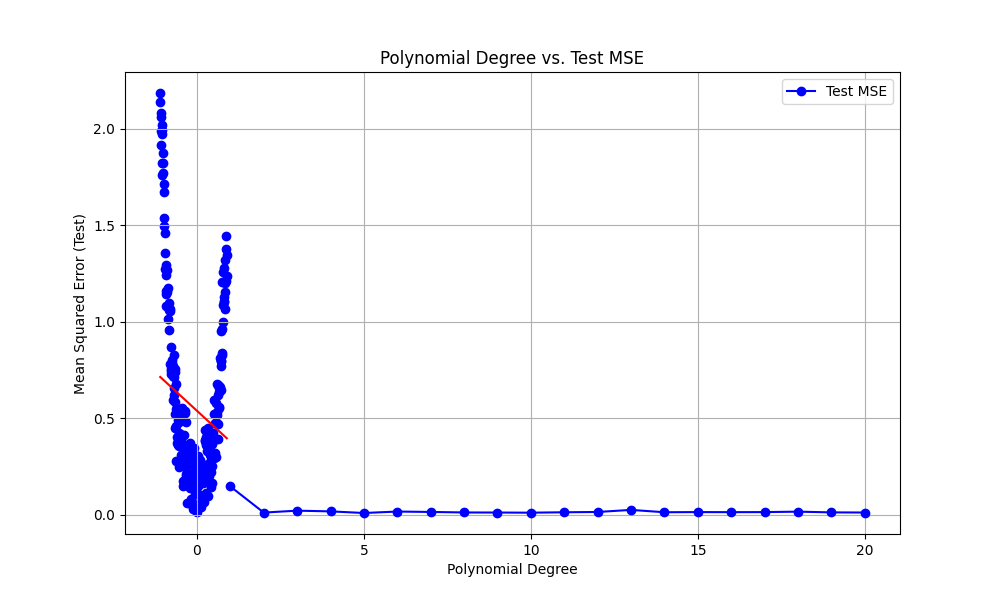 Polynomial Degree vs. Test MSE
Test MSE
Mean Squared Error (Test)
2.0
1.5
1.0
0.5
0.0
0 5 10 15 20
Polynomial Degree